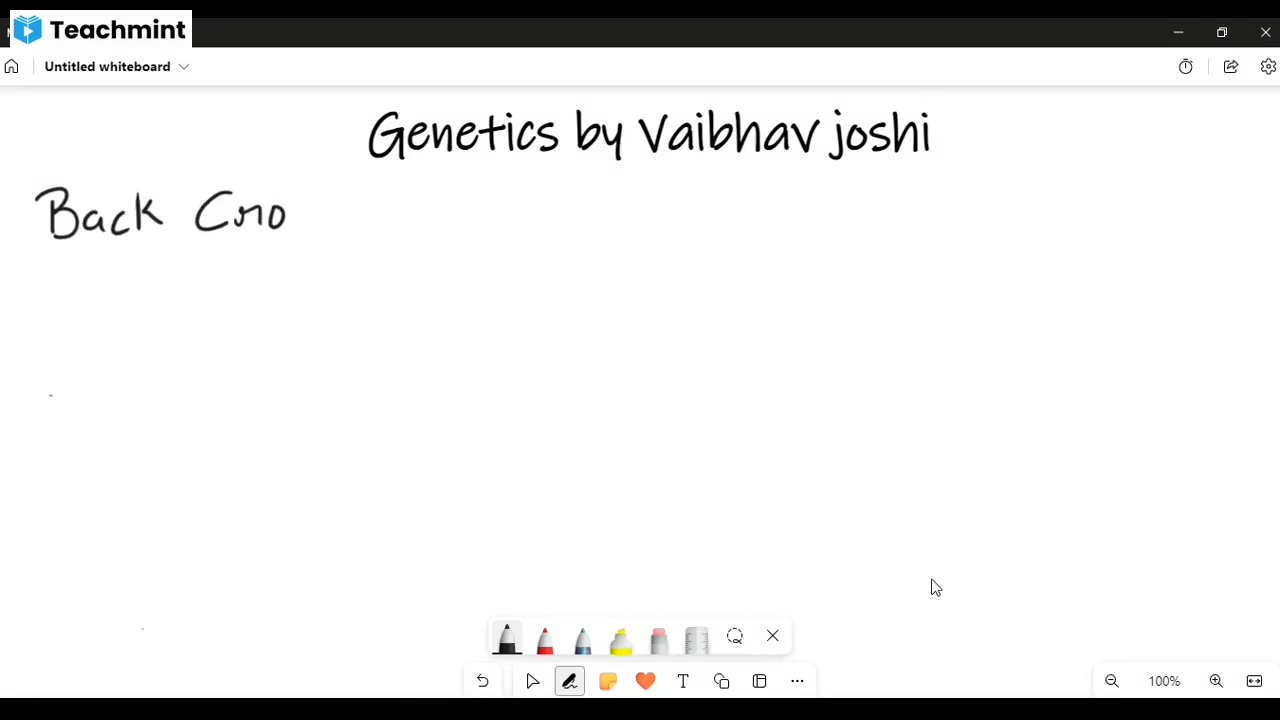 Teachmint
Untitled whiteboard
Genetics by Vaibhav joshi
Back Cro
100%